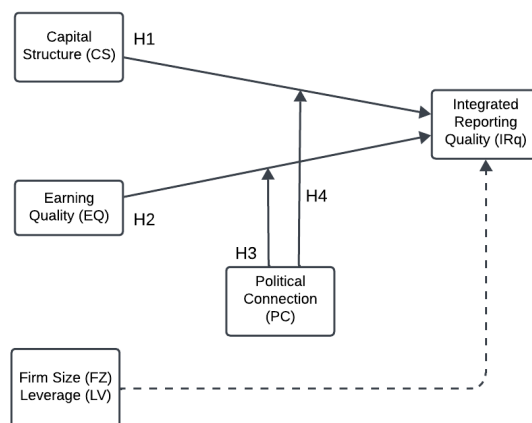 Capital
Structure (CS)
H1
Integrated
Reporting
Quality (IRq)
Earning
Quality (EQ)
H2
H4
H3
Political
Connection
(PC)
Firm Size (FZ)
Leverage (LV)